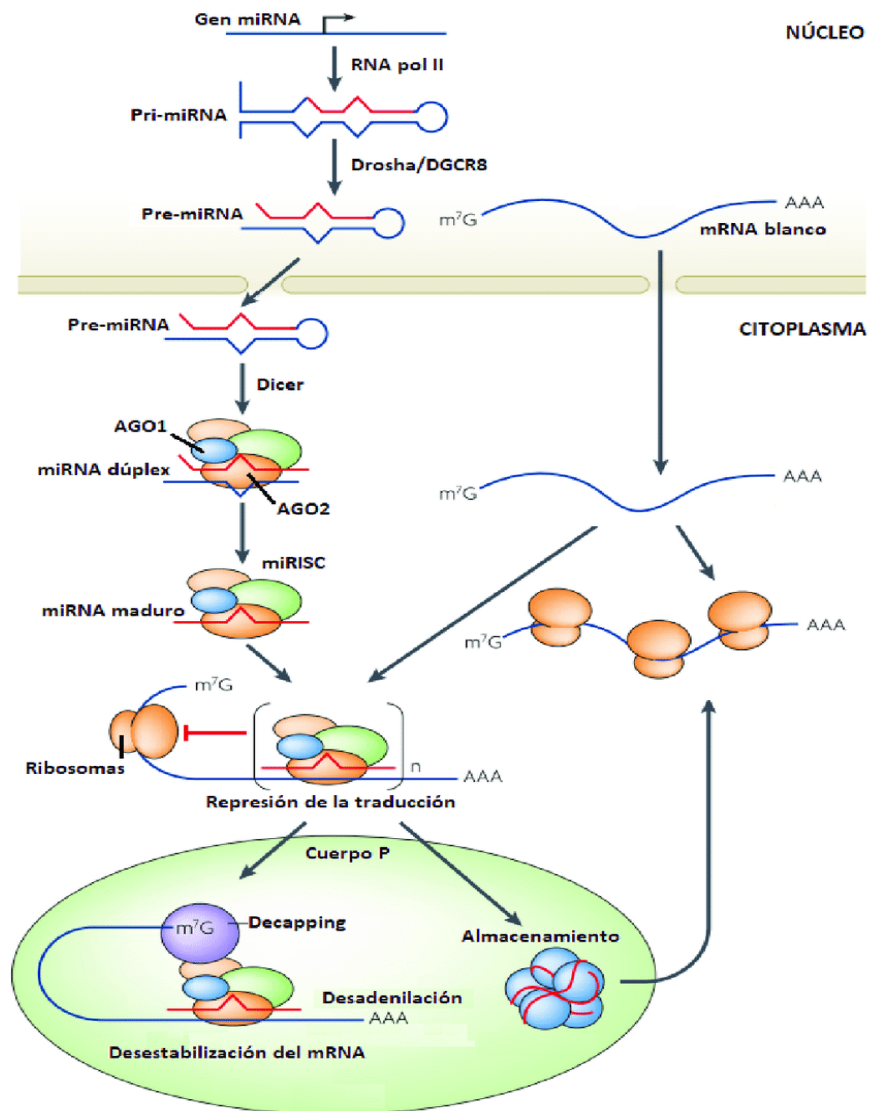 Gen miRNA
NÚCLEO
RNA pol II
Pri-miRNA
Drosha/DGCR8
Pre-miRNA
m⁷G
AAA
mRNA blanco
Pre-miRNA
CITOPLASMA
Dicer
AGO1
miRNA dúplex
AGO2
m⁷G
AAA
miRISC
miRNA maduro
m⁷G
AAA
m⁷G
Ribosomas
n
AAA
Represión de la traducción
Cuerpo P
m⁷G
Decapping
Almacenamiento
Desadenilación
AAA
Desestabilización del mRNA